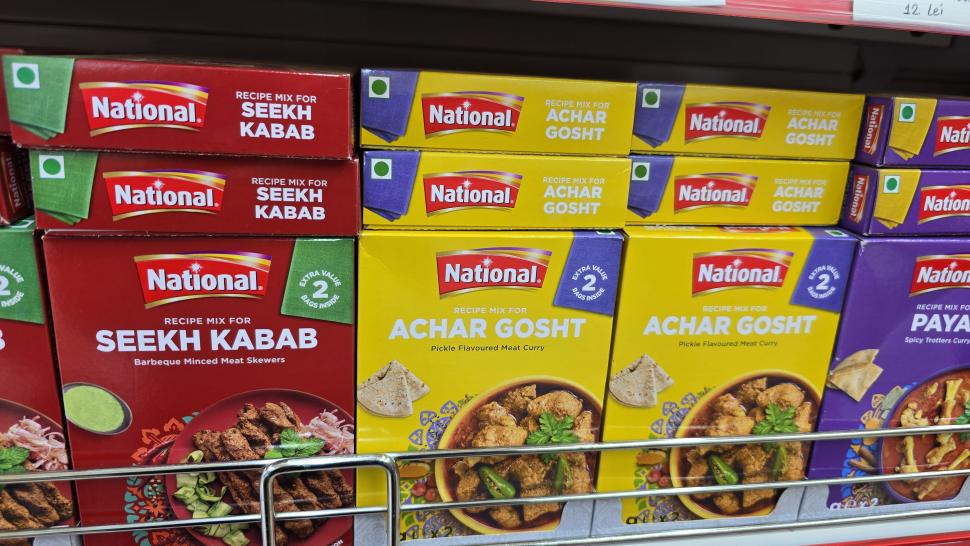 12 Lei
National
RECIPE MIX FOR
SEEKH
KABAB
National
RECIPE MIX FOR
ACHAR
GOSHT
National
RECIPE MIX FOR
ACHAR
GOSHT
National
National
RECIPE MIX FOR
SEEKH
KABAB
National
RECIPE MIX FOR
ACHAR
GOSHT
National
RECIPE MIX FOR
ACHAR
GOSHT
National
National
2
National
EXTRA VALUE
2
BAGS INSIDE
RECIPE MIX FOR
SEEKH KABAB
Barbeque Minced Meat Skewers
National
EXTRA VALUE
2
BAGS INSIDE
RECIPE MIX FOR
ACHAR GOSHT
Pickle Flavoured Meat Curry
National
EXTRA VALUE
2
BAGS INSIDE
RECIPE MIX FOR
ACHAR GOSHT
Pickle Flavoured Meat Curry
RECIPE MIX FO
PAYA
Spicy Trotters Curry